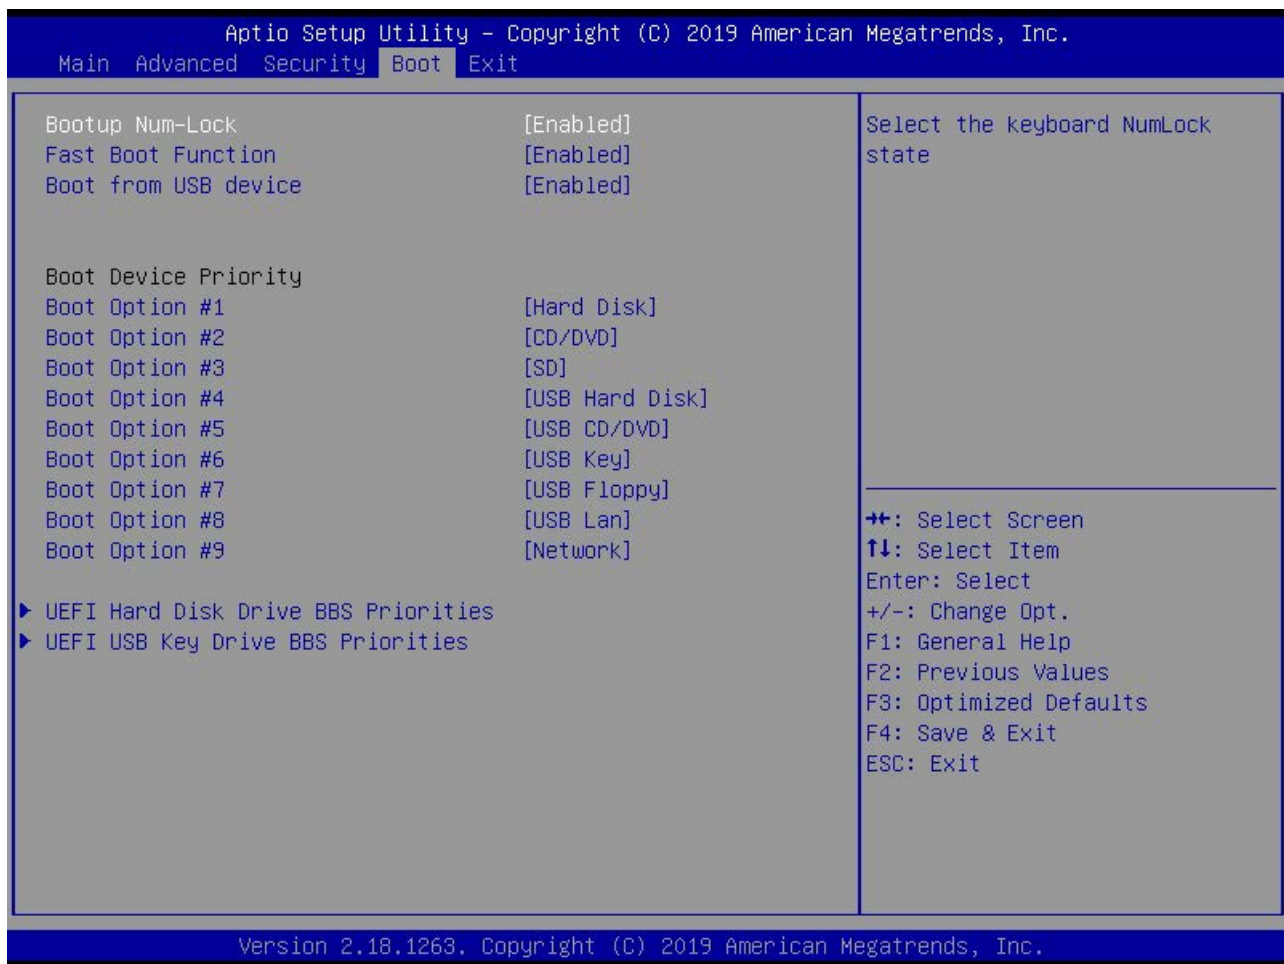 Aptio Setup Utility – Copyright (C) 2019 American Megatrends, Inc.
Main Advanced Security Boot Exit
Bootup Num-Lock [Enabled]
Fast Boot Function [Enabled]
Boot from USB device [Enabled]
Boot Device Priority
Boot Option #1 [Hard Disk]
Boot Option #2 [CD/DVD]
Boot Option #3 [SD]
Boot Option #4 [USB Hard Disk]
Boot Option #5 [USB CD/DVD]
Boot Option #6 [USB Key]
Boot Option #7 [USB Floppy]
Boot Option #8 [USB Lan]
Boot Option #9 [Network]
UEFI Hard Disk Drive BBS Priorities
UEFI USB Key Drive BBS Priorities
Select the keyboard NumLock
state
→←: Select Screen
↑↓: Select Item
Enter: Select
+/-: Change Opt.
F1: General Help
F2: Previous Values
F3: Optimized Defaults
F4: Save & Exit
ESC: Exit
Version 2.18.1263. Copyright (C) 2019 American Megatrends, Inc.